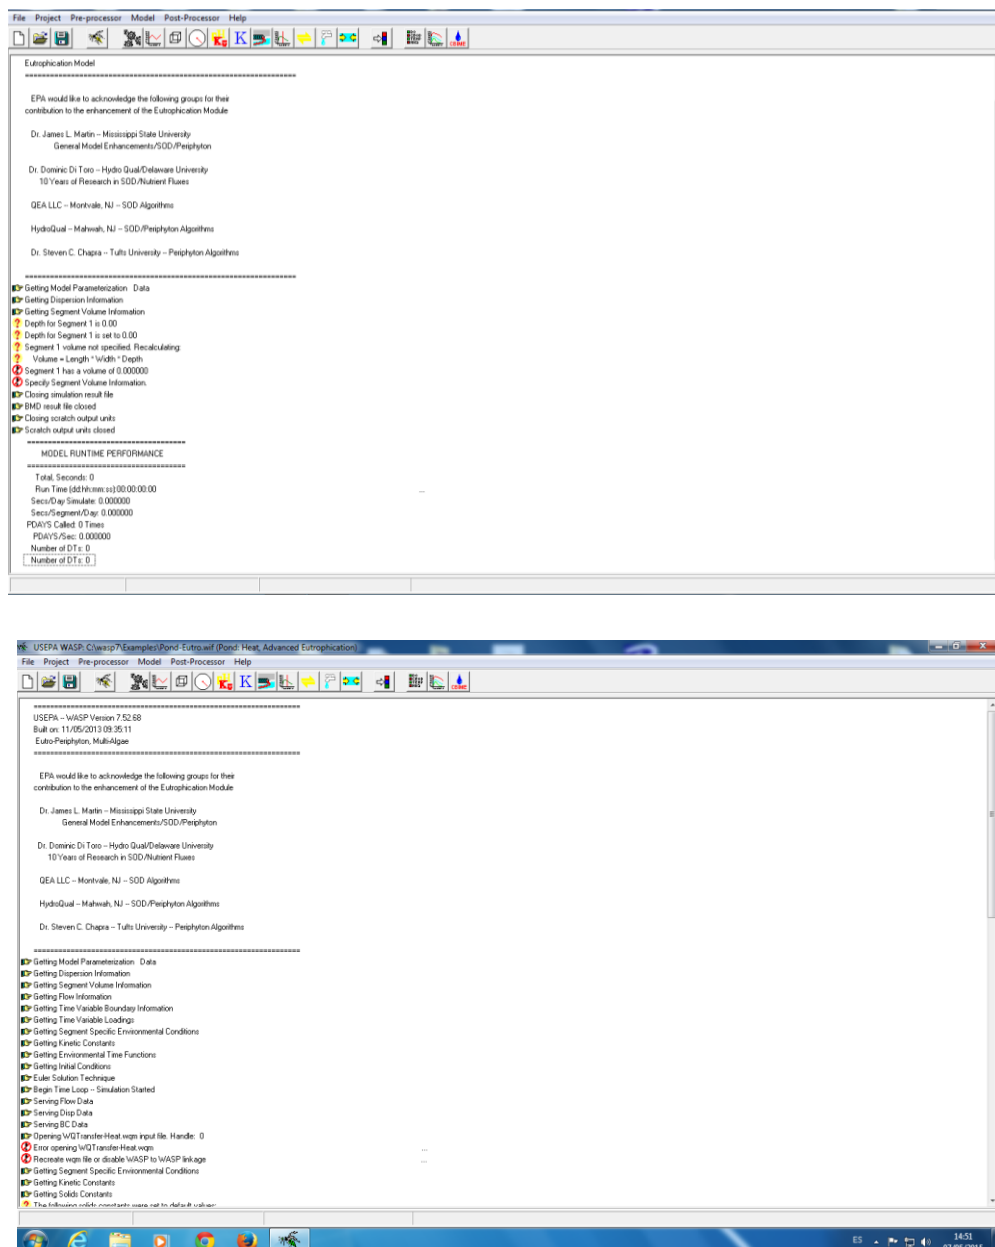 File Project Pre-processor Model Post-Processor Help
Eutrophication Model
EPA would like to acknowledge the following groups for their
contribution to the enhancement of the Eutrophication Module
Dr. James L. Martin -- Mississippi State University
General Model Enhancements/SOD/Periphyton
Dr. Dominic Di Toro -- Hydro Qual/Delaware University
10 Years of Research in SOD/Nutrient Fluxes
QEA LLC -- Montvale, NJ -- SOD Algorithms
HydroQual -- Mahwah, NJ -- SOD/Periphyton Algorithms
Dr. Steven C. Chapra -- Tufts University -- Periphyton Algorithms
Getting Model Parameterization Data
Getting Dispersion Information
Getting Segment Volume Information
Depth for Segment 1 is 0.00
Depth for Segment 1 is set to 0.00
Segment 1 volume not specified. Recalculating:
Volume = Length * Width * Depth
Segment 1 has a volume of 0.000000
Specify Segment Volume Information.
Closing simulation result file
BMD result file closed
Closing scratch output units
Scratch output units closed
MODEL RUNTIME PERFORMANCE
Total, Seconds: 0
Run Time (dd:hh:mm:ss):00:00:00:00
Secs/Day Simulate: 0.000000
Secs/Segment/Day: 0.000000
PDAYS Called: 0 Times
PDAYS/Sec: 0.000000
Number of DTs: 0
Number of DTs: 0
USEPA WASP: C:\wasp7\Examples\Pond-Eutro.wif (Pond: Heat, Advanced Eutrophication)
File Project Pre-processor Model Post-Processor Help
USEPA -- WASP Version 7.52.68
Built on: 11/05/2013 09:35:11
Eutro-Periphyton, Multi-Algae
EPA would like to acknowledge the following groups for their
contribution to the enhancement of the Eutrophication Module
Dr. James L. Martin -- Mississippi State University
General Model Enhancements/SOD/Periphyton
Dr. Dominic Di Toro -- Hydro Qual/Delaware University
10 Years of Research in SOD/Nutrient Fluxes
QEA LLC -- Montvale, NJ -- SOD Algorithms
HydroQual -- Mahwah, NJ -- SOD/Periphyton Algorithms
Dr. Steven C. Chapra -- Tufts University -- Periphyton Algorithms
Getting Model Parameterization Data
Getting Dispersion Information
Getting Segment Volume Information
Getting Flow Information
Getting Time Variable Boundary Information
Getting Time Variable Loadings
Getting Segment Specific Environmental Conditions
Getting Kinetic Constants
Getting Environmental Time Functions
Getting Initial Conditions
Euler Solution Technique
Begin Time Loop -- Simulation Started
Serving Flow Data
Serving Disp Data
Serving BC Data
Opening WQTransfer-Heat.wqm input file. Handle: 0
Error opening WQTransfer-Heat.wqm
Recreate wqm file or disable WASP to WASP linkage
Getting Segment Specific Environmental Conditions
Getting Kinetic Constants
Getting Solids Constants
The following solids constants were set to default values:
ES 14:51
07/05/2015